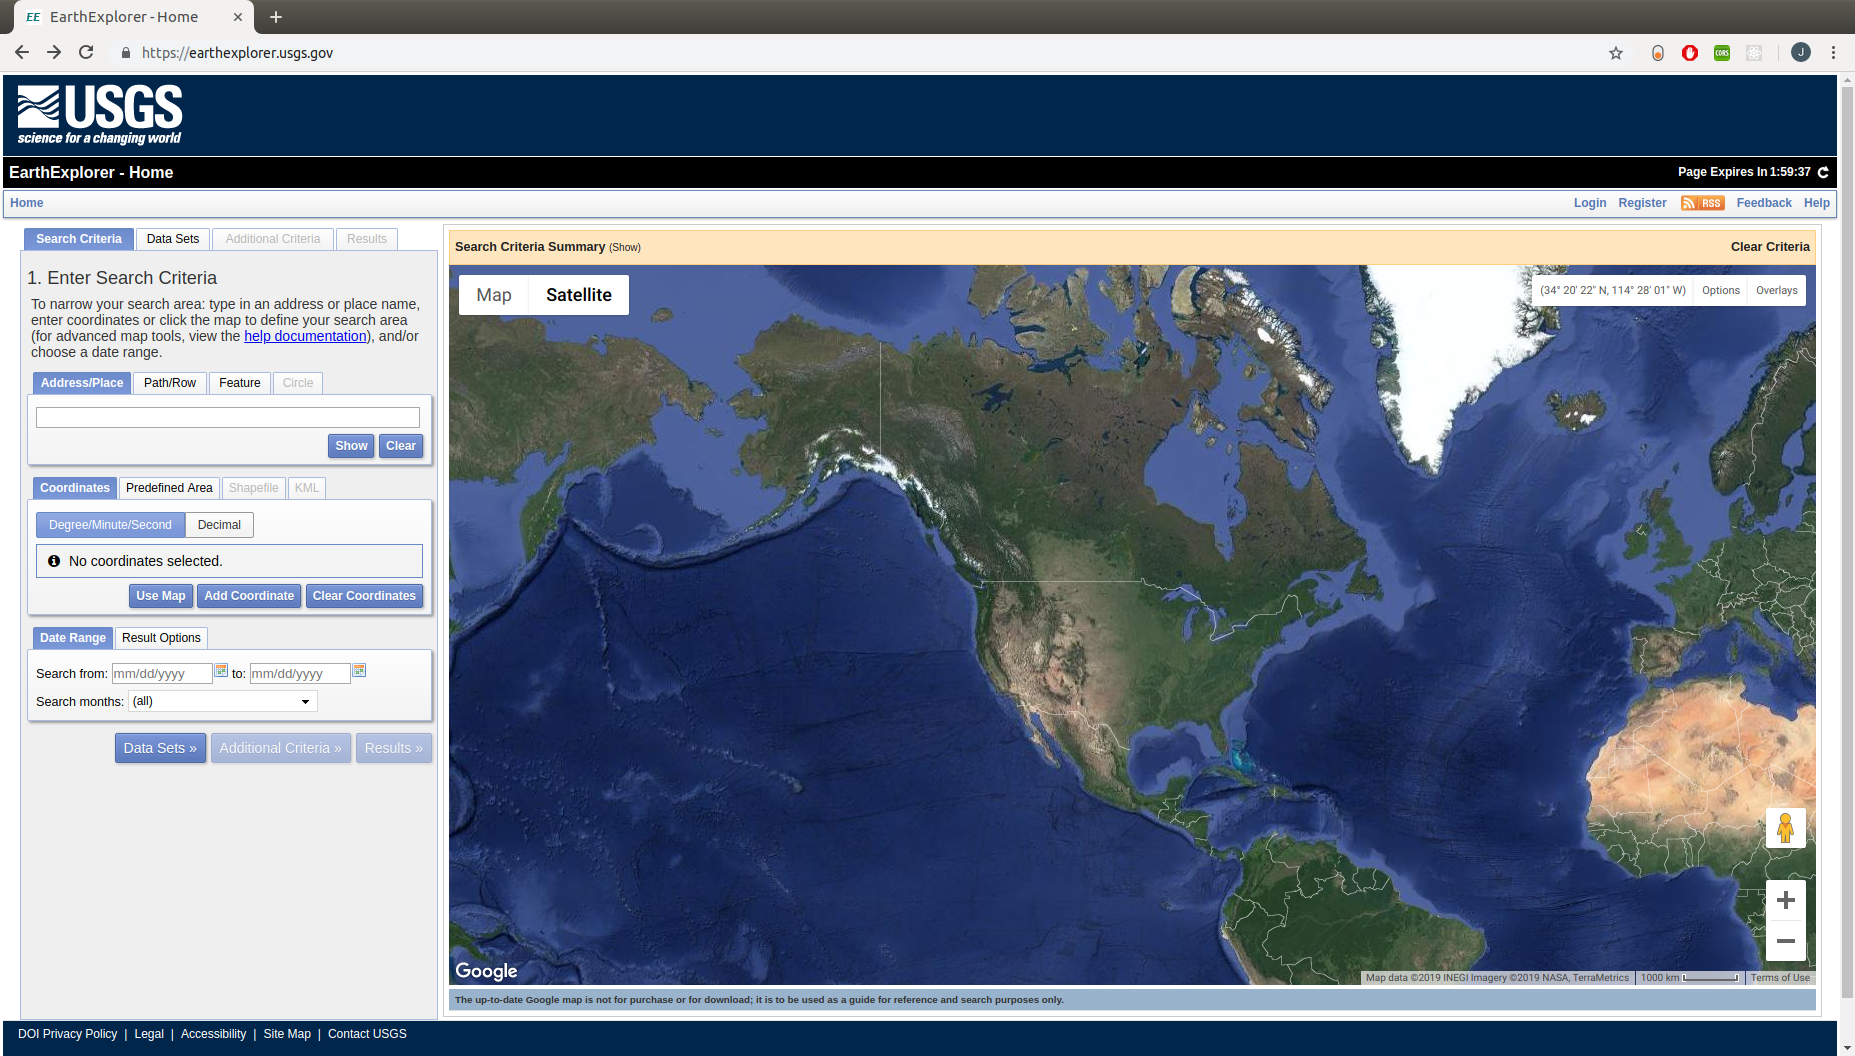 EE EarthExplorer - Home
https://earthexplorer.usgs.gov
CORS
J
USGS
science for a changing world
EarthExplorer - Home
Page Expires In 1:59:37
Home
Login Register RSS Feedback Help
Search Criteria Data Sets Additional Criteria Results
1. Enter Search Criteria
To narrow your search area: type in an address or place name,
enter coordinates or click the map to define your search area
(for advanced map tools, view the help documentation), and/or
choose a date range.
Address/Place Path/Row Feature Circle
Show Clear
Coordinates Predefined Area Shapefile KML
Degree/Minute/Second Decimal
No coordinates selected.
Use Map Add Coordinate Clear Coordinates
Date Range Result Options
Search from: mm/dd/yyyy to: mm/dd/yyyy
Search months: (all)
Data Sets » Additional Criteria » Results »
Search Criteria Summary (Show)
Clear Criteria
Map Satellite
(34° 20' 22" N, 114° 28' 01" W) Options Overlays
Google
Map data ©2019 INEGI Imagery ©2019 NASA, TerraMetrics 1000 km Terms of Use
The up-to-date Google map is not for purchase or for download; it is to be used as a guide for reference and search purposes only.
DOI Privacy Policy | Legal | Accessibility | Site Map | Contact USGS